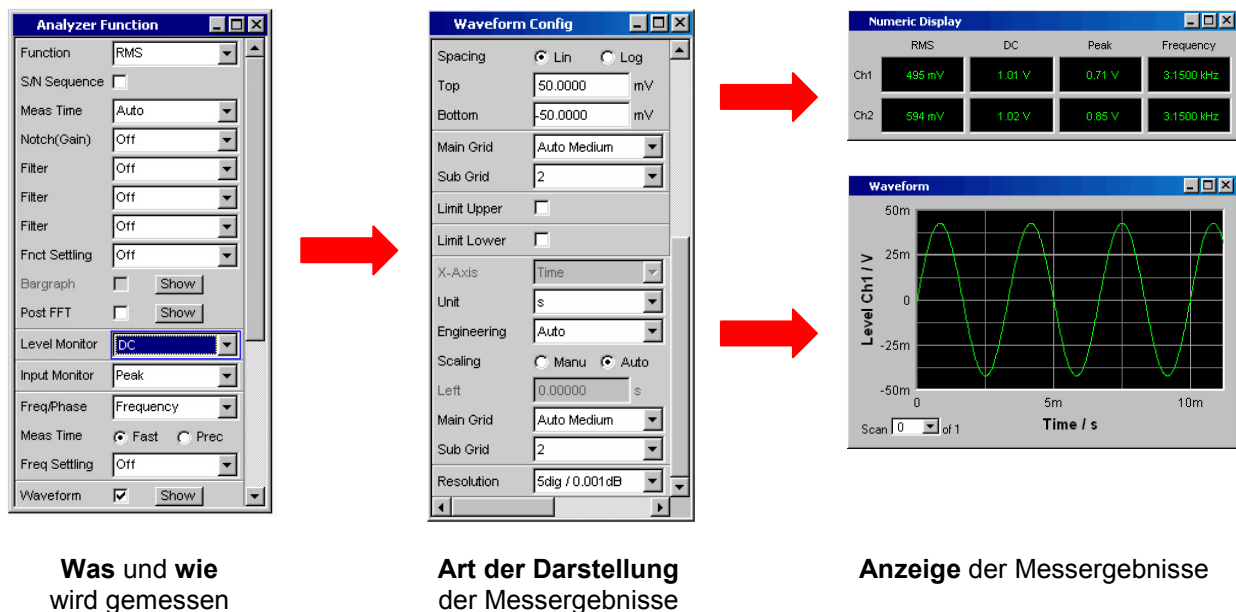 Analyzer Function
Function RMS
S/N Sequence
Meas Time Auto
Notch(Gain) Off
Filter Off
Filter Off
Filter Off
Fnct Settling Off
Bargraph Show
Post FFT Show
Level Monitor DC
Input Monitor Peak
Freq/Phase Frequency
Meas Time Fast Prec
Freq Settling Off
Waveform Show
Was und wie
wird gemessen
Waveform Config
Spacing Lin Log
Top 50.0000 mV
Bottom -50.0000 mV
Main Grid Auto Medium
Sub Grid 2
Limit Upper
Limit Lower
X-Axis Time
Unit s
Engineering Auto
Scaling Manu Auto
Left 0.00000 s
Main Grid Auto Medium
Sub Grid 2
Resolution 5dig / 0.001dB
Art der Darstellung
der Messergebnisse
Numeric Display
RMS DC Peak Frequency
Ch1 495 mV 1.01 V 0.71 V 3.1500 kHz
Ch2 594 mV 1.02 V 0.85 V 3.1500 kHz
Waveform
Level Ch1 / V
50m
25m
0
-25m
-50m
0 5m 10m
Time / s
Scan 0 of 1
Anzeige der Messergebnisse